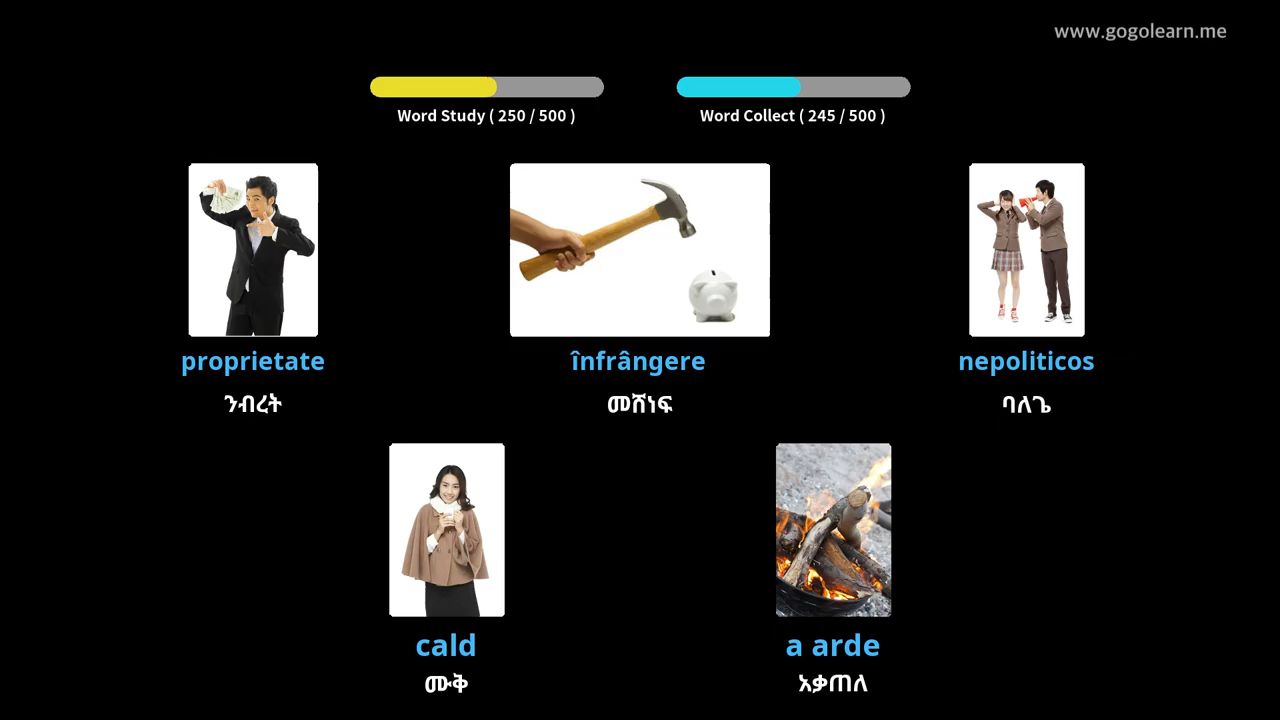 www.gogolearn.me
Word Study ( 250 / 500 )
Word Collect ( 245 / 500 )
proprietate
ንብረት
înfrângere
መሸነፍ
nepoliticos
ባለጌ
cald
ሙቅ
a arde
አቃጠለ